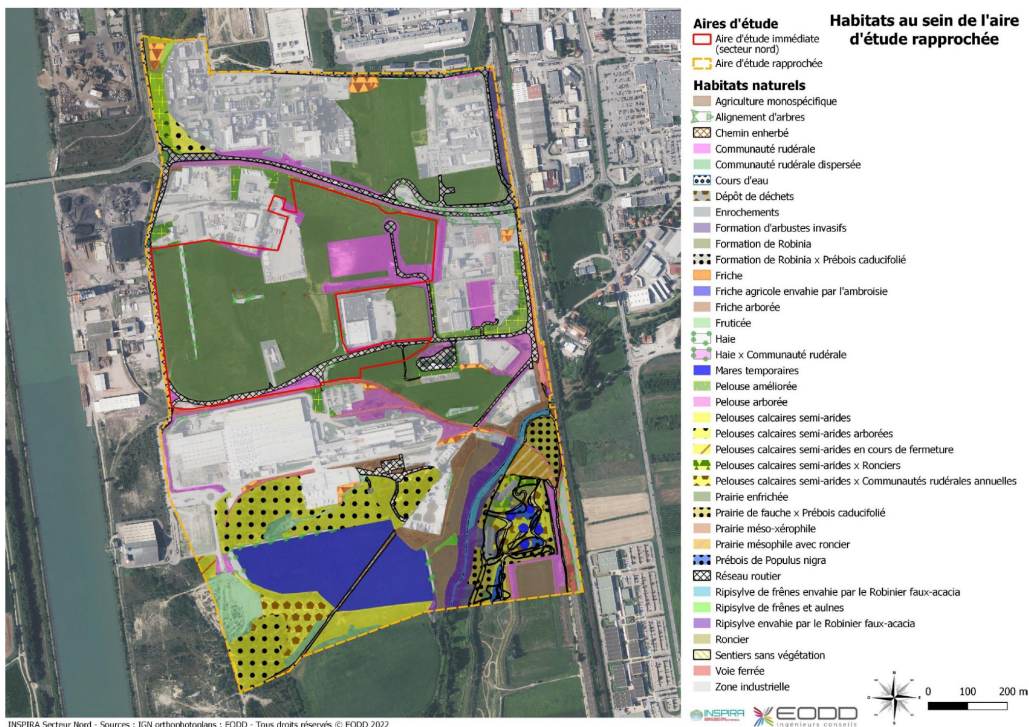 Habitats au sein de l'aire
d'étude rapprochée
Aires d'étude
Aire d'étude immédiate
(secteur nord)
Aire d'étude rapprochée
Habitats naturels
Agriculture monospécifique
Alignement d'arbres
Chemin enherbé
Communauté rudérale
Communauté rudérale dispersée
Cours d'eau
Dépôt de déchets
Enrochements
Formation d'arbustes invasifs
Formation de Robinia
Formation de Robinia x Prébois caducifolié
Friche
Friche agricole envahie par l'ambroisie
Friche arborée
Fruticée
Haie
Haie x Communauté rudérale
Mares temporaires
Pelouse améliorée
Pelouse arborée
Pelouses calcaires semi-arides
Pelouses calcaires semi-arides arborées
Pelouses calcaires semi-arides en cours de fermeture
Pelouses calcaires semi-arides x Ronciers
Pelouses calcaires semi-arides x Communautés rudérales annuelles
Prairie enfrichée
Prairie de fauche x Prébois caducifolié
Prairie méso-xérophile
Prairie mésophile avec roncier
Prébois de Populus nigra
Réseau routier
Ripisylve de frênes envahie par le Robinier faux-acacia
Ripisylve de frênes et aulnes
Ripisylve envahie par le Robinier faux-acacia
Roncier
Sentiers sans végétation
Voie ferrée
Zone industrielle
INSPIRA
EODD
ingénieurs conseils
0 100 200 m
INSPIRA Secteur Nord - Sources : IGN orthophotoplans ; EODD - Tous droits réservés © EODD 2022